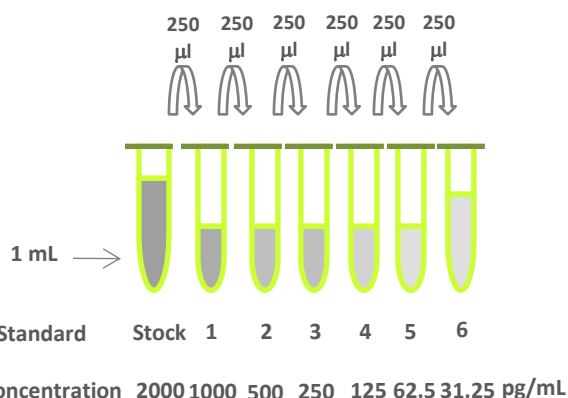 250 250 250 250 250 250
µl µl µl µl µl µl
1 mL
Standard Stock 1 2 3 4 5 6
oncentration 2000 1000 500 250 125 62.5 31.25 pg/mL